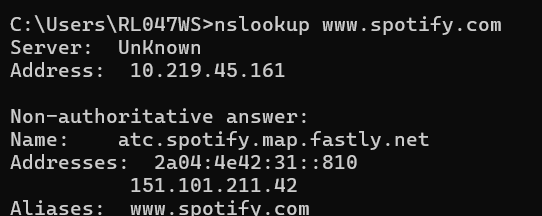 C:\Users\RL047WS>nslookup www.spotify.com
Server:  UnKnown
Address:  10.219.45.161

Non-authoritative answer:
Name:    atc.spotify.map.fastly.net
Addresses:  2a04:4e42:31::810
          151.101.211.42
Aliases:  www.spotify.com